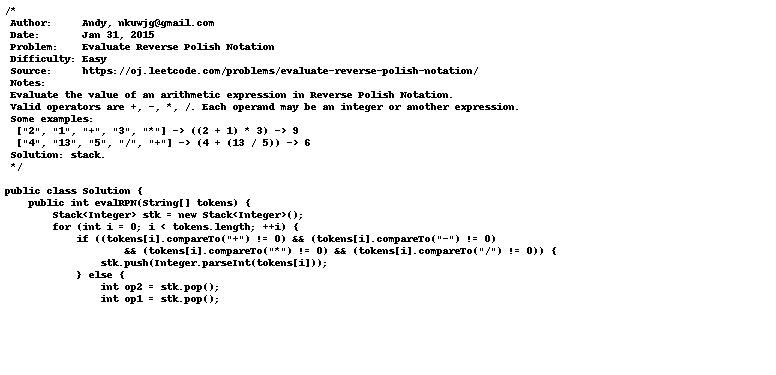 /*
 Author:     Andy, nkuwjg@gmail.com
 Date:       Jan 31, 2015
 Problem:    Evaluate Reverse Polish Notation
 Difficulty: Easy
 Source:     https://oj.leetcode.com/problems/evaluate-reverse-polish-notation/
 Notes:
 Evaluate the value of an arithmetic expression in Reverse Polish Notation.
 Valid operators are +, -, *, /. Each operand may be an integer or another expression.
 Some examples:
  ["2", "1", "+", "3", "*"] -> ((2 + 1) * 3) -> 9
  ["4", "13", "5", "/", "+"] -> (4 + (13 / 5)) -> 6
 Solution: stack.
 */
public class Solution {
    public int evalRPN(String[] tokens) {
        Stack<Integer> stk = new Stack<Integer>();
        for (int i = 0; i < tokens.length; ++i) {
            if ((tokens[i].compareTo("+") != 0) && (tokens[i].compareTo("-") != 0)
                    && (tokens[i].compareTo("*") != 0) && (tokens[i].compareTo("/") != 0)) {
                stk.push(Integer.parseInt(tokens[i]));
            } else {
                int op2 = stk.pop();
                int op1 = stk.pop();